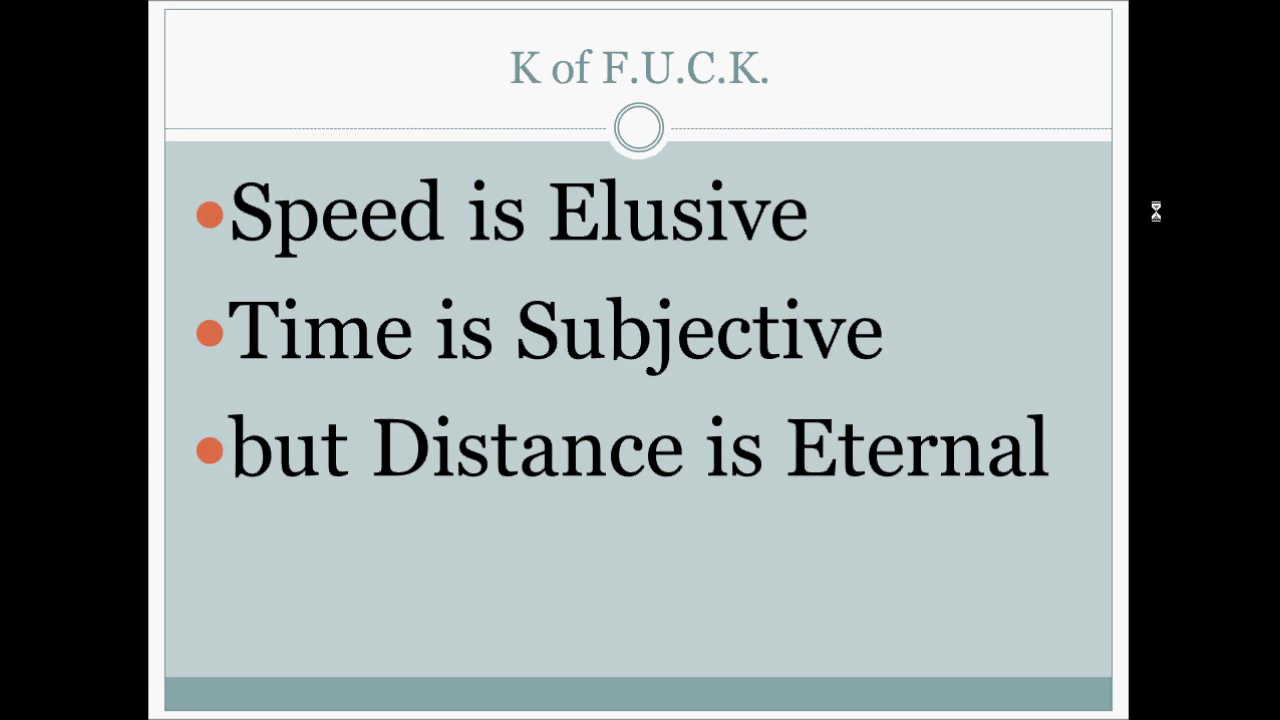 K of F.U.C.K.
•Speed is Elusive
•Time is Subjective
•but Distance is Eternal